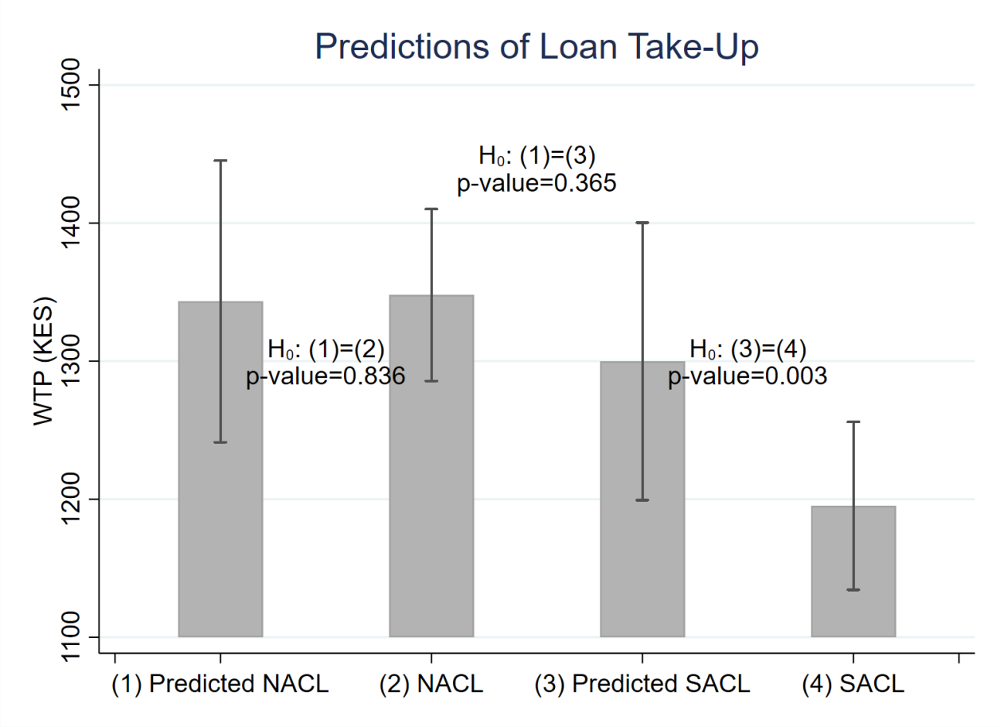 Predictions of Loan Take-Up
WTP (KES)
1500
1400
1300
1200
1100
H₀: (1)=(3)
p-value=0.365
H₀: (1)=(2)
p-value=0.836
H₀: (3)=(4)
p-value=0.003
(1) Predicted NACL
(2) NACL
(3) Predicted SACL
(4) SACL